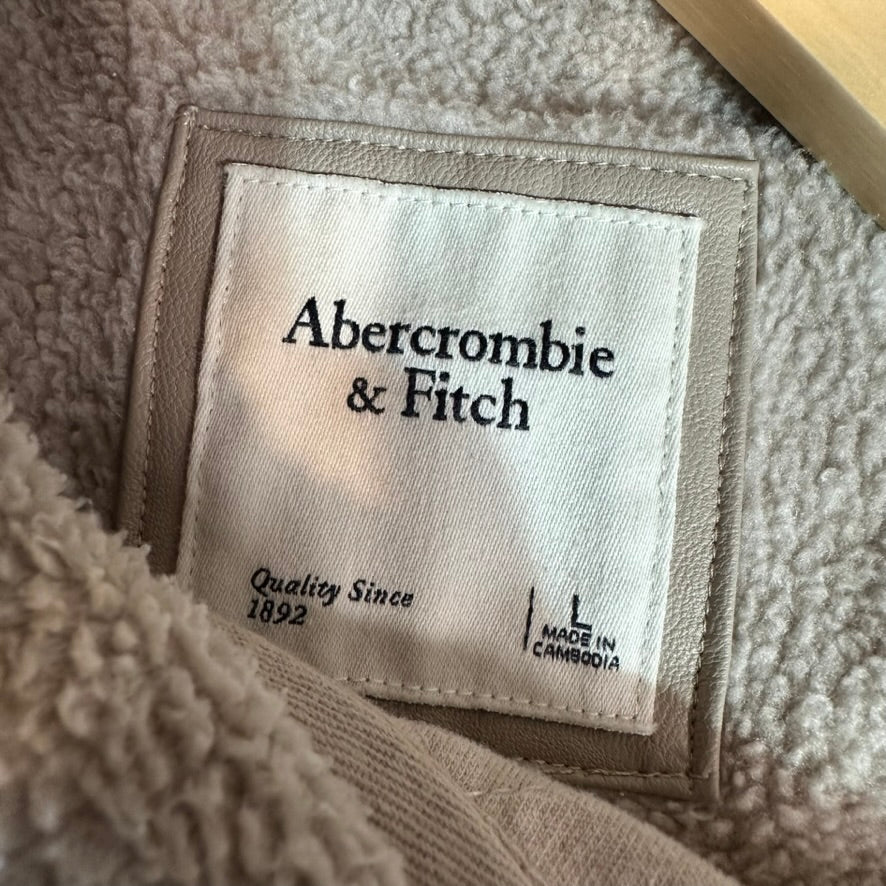 Abercrombie
& Fitch
Quality Since
1892
L
MADE IN
CAMBODIA